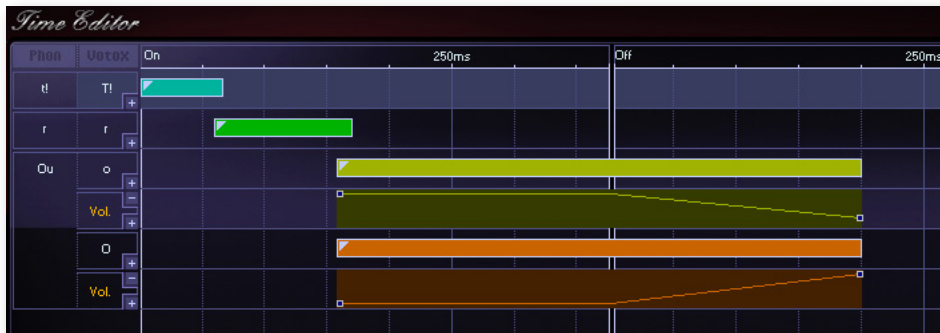 Time Editor
Phon Votox On 250ms Off 250ms
t! T! +
r r +
Ou o +
Vol. − +
O +
Vol. − +